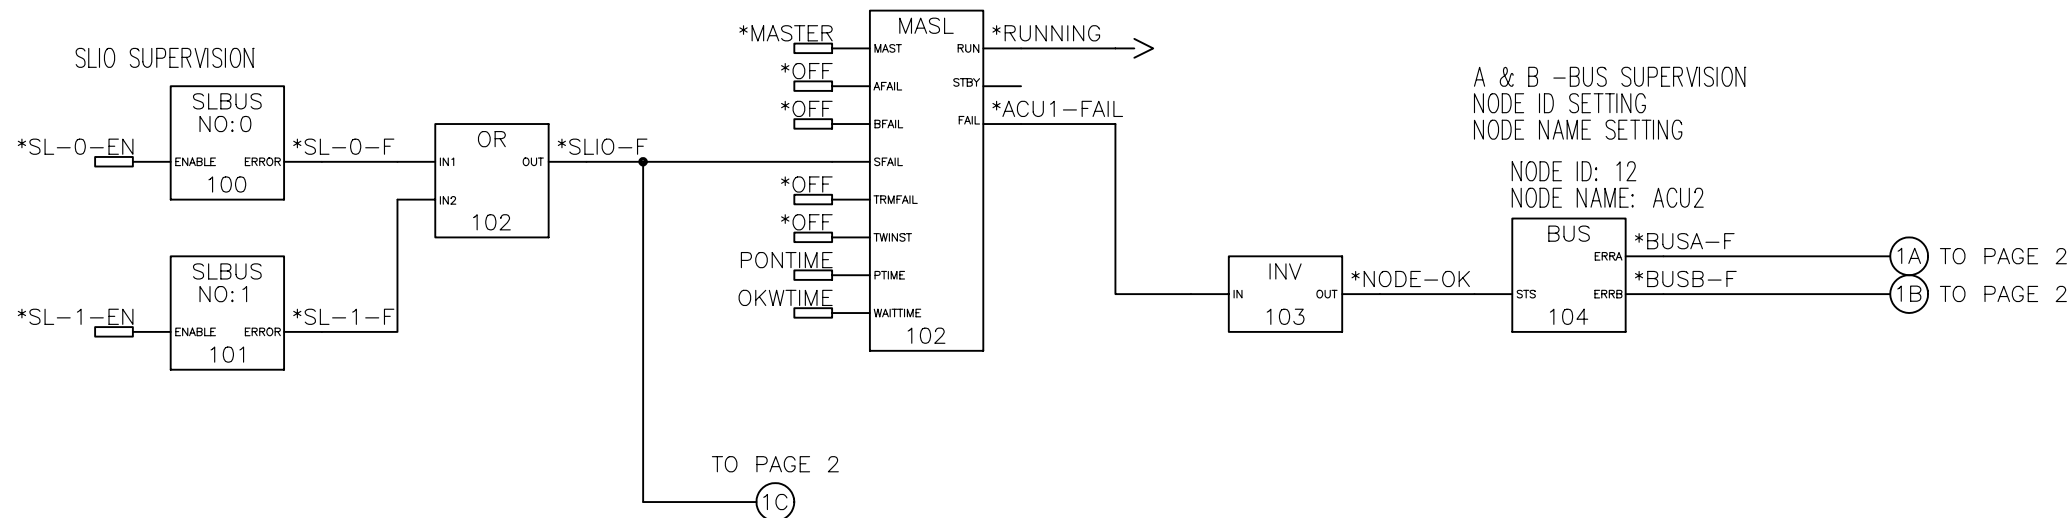 SLIO SUPERVISION
*SL-0-EN
SLBUS
NO:0
ENABLE ERROR
100
*SL-0-F
*SL-1-EN
SLBUS
NO:1
ENABLE ERROR
101
*SL-1-F
OR
IN1 OUT
IN2
102
*SLIO-F
TO PAGE 2
1C
*MASTER
*OFF
*OFF
*OFF
*OFF
PONTIME
OKWTIME
MASL
MAST RUN
AFAIL STBY
BFAIL FAIL
SFAIL
TRMFAIL
TWINST
PTIME
WAITTIME
102
*RUNNING
*ACU1-FAIL
INV
IN OUT
103
*NODE-OK
A & B -BUS SUPERVISION
NODE ID SETTING
NODE NAME SETTING
NODE ID: 12
NODE NAME: ACU2
BUS
ERRA
STS ERRB
104
*BUSA-F
*BUSB-F
1A TO PAGE 2
1B TO PAGE 2